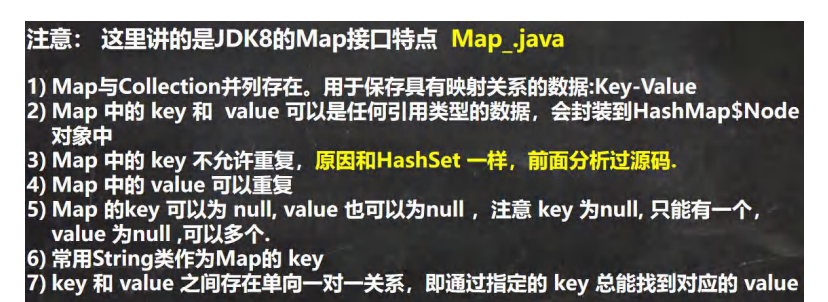 注意： 这里讲的是JDK8的Map接口特点 Map_.java
1) Map与Collection并列存在。用于保存具有映射关系的数据:Key-Value
2) Map 中的 key 和 value 可以是任何引用类型的数据，会封装到HashMap$Node
对象中
3) Map 中的 key 不允许重复，原因和HashSet 一样，前面分析过源码.
4) Map 中的 value 可以重复
5) Map 的key 可以为 null, value 也可以为null ，注意 key 为null, 只能有一个，
value 为null ,可以多个.
6) 常用String类作为Map的 key
7) key 和 value 之间存在单向一对一关系，即通过指定的 key 总能找到对应的 value